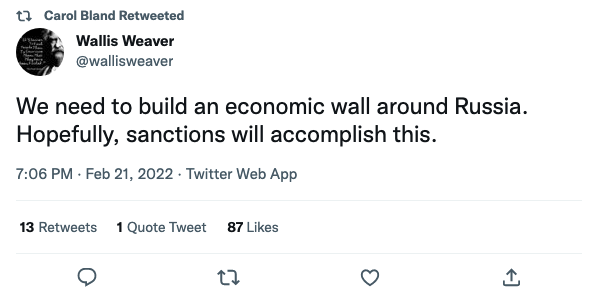 Carol Bland Retweeted
Wallis Weaver
@wallisweaver
We need to build an economic wall around Russia.
Hopefully, sanctions will accomplish this.
7:06 PM · Feb 21, 2022 · Twitter Web App
13 Retweets 1 Quote Tweet 87 Likes